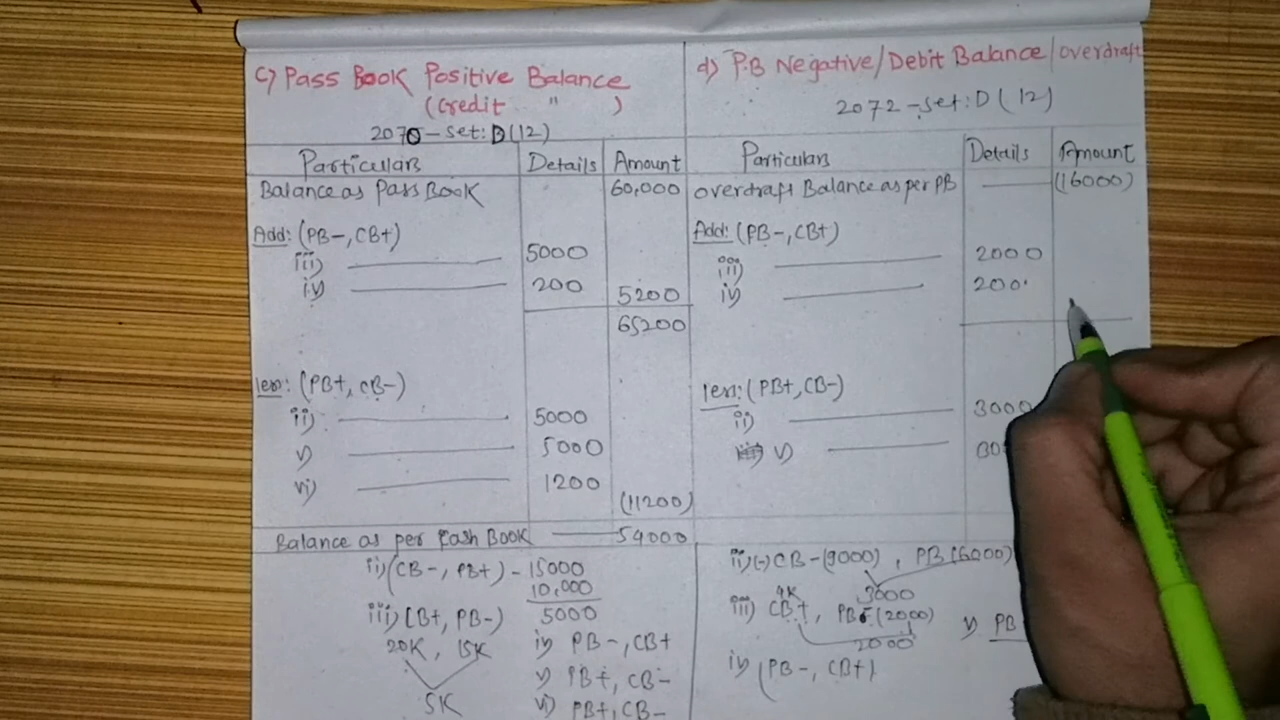 c) Pass Book Positive Balance
(Credit " )
2070 - set: D(12)
Particulars Details Amount
Balance as Pass Book 60,000
Add: (PB-, CB+)
iii) 5000
iv) 200 5200
65200
less: (PB+, CB-)
ii) 5000
v) 5000
vi) 1200
(11200)
Balance as per Cash Book 54000
ii) (CB-, PB+) - 15000
10,000
iii) CB+, PB-) 5000
20K, 15K
5K
iv) PB-, CB+
v) PB+, CB-
vi) PB+, CB-
d) P.B Negative/Debit Balance/overdraft
2072 - set: D(12)
Particulars Details Amount
overdraft Balance as per PB (16000)
Add: (PB-, CB+)
iii) 2000
iv) 200
less: (PB+, CB-)
ii) 3000
v)
ii) (-) CB - (9000), PB (6000)
3000
4K
iii) CB+, PB (2000)
2000
iv) (PB-, CB+)
v) PB